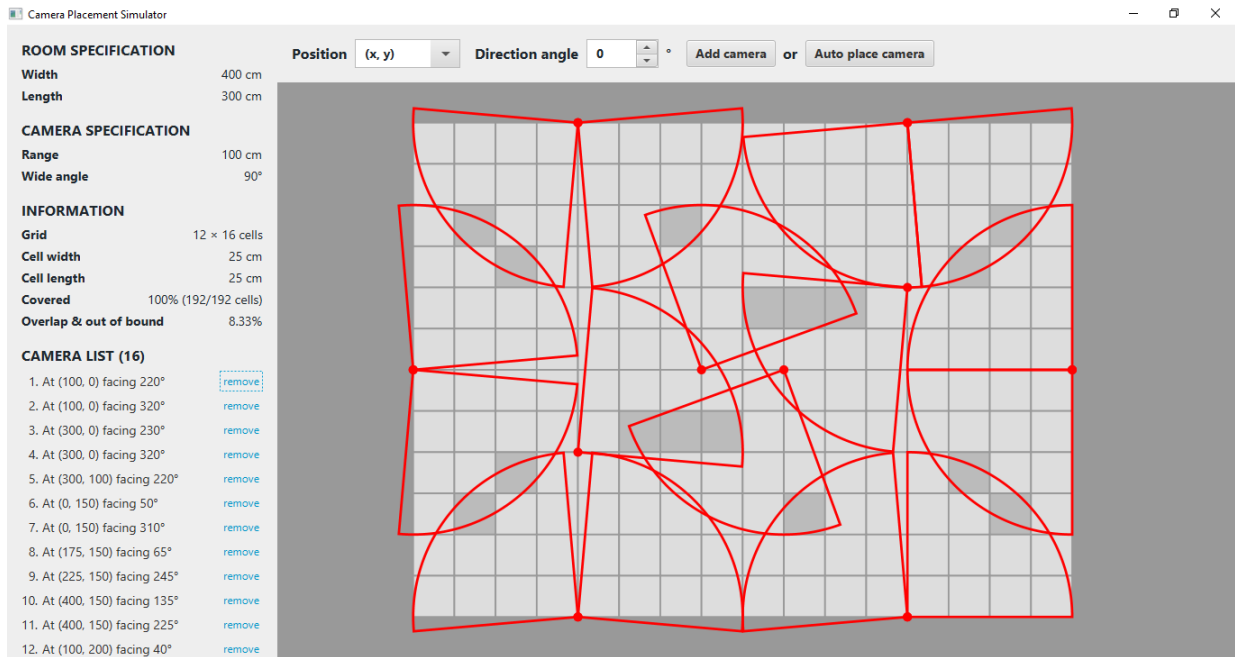 Camera Placement Simulator
ROOM SPECIFICATION
Width 400 cm
Length 300 cm
CAMERA SPECIFICATION
Range 100 cm
Wide angle 90°
INFORMATION
Grid 12 × 16 cells
Cell width 25 cm
Cell length 25 cm
Covered 100% (192/192 cells)
Overlap & out of bound 8.33%
CAMERA LIST (16)
1. At (100, 0) facing 220° remove
2. At (100, 0) facing 320° remove
3. At (300, 0) facing 230° remove
4. At (300, 0) facing 320° remove
5. At (300, 100) facing 220° remove
6. At (0, 150) facing 50° remove
7. At (0, 150) facing 310° remove
8. At (175, 150) facing 65° remove
9. At (225, 150) facing 245° remove
10. At (400, 150) facing 135° remove
11. At (400, 150) facing 225° remove
12. At (100, 200) facing 40° remove
Position (x, y) Direction angle 0 ° Add camera or Auto place camera